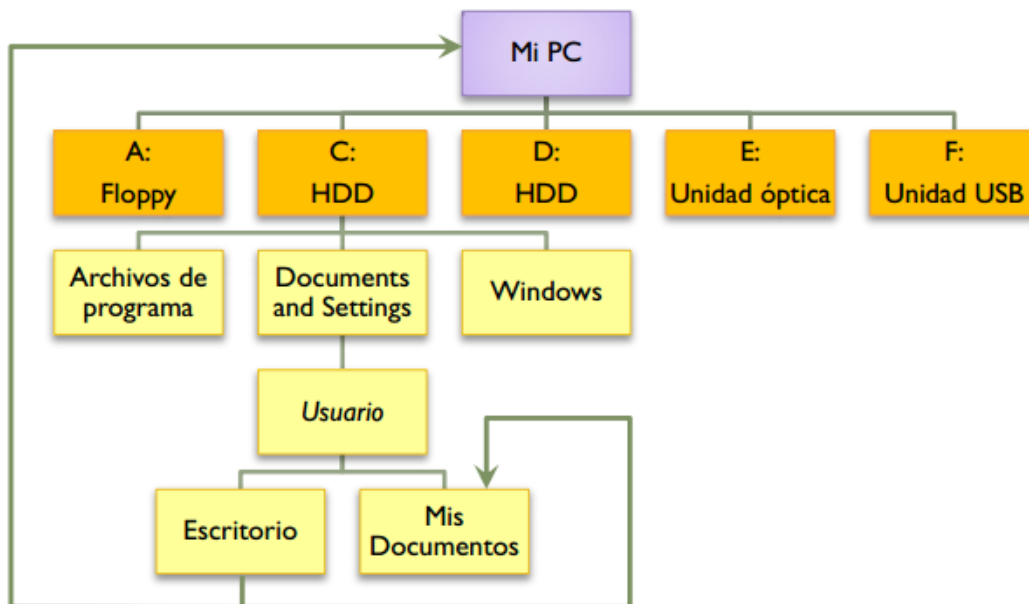 Mi PC
A:
Floppy
C:
HDD
D:
HDD
E:
Unidad óptica
F:
Unidad USB
Archivos de
programa
Documents
and Settings
Windows
Usuario
Escritorio
Mis
Documentos